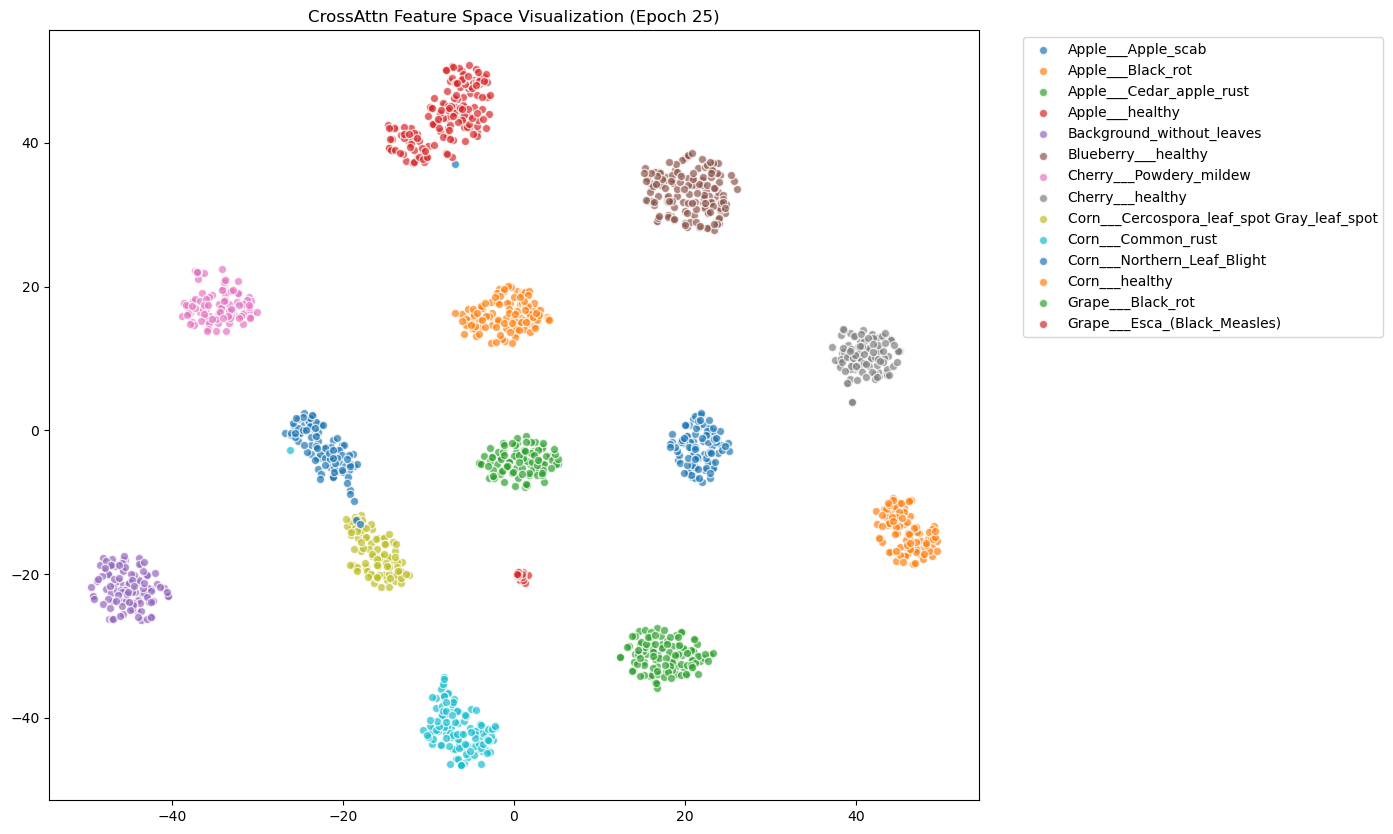 CrossAttn Feature Space Visualization (Epoch 25)
40
20
0
−20
−40
−40
−20
0
20
40
Apple___Apple_scab
Apple___Black_rot
Apple___Cedar_apple_rust
Apple___healthy
Background_without_leaves
Blueberry___healthy
Cherry___Powdery_mildew
Cherry___healthy
Corn___Cercospora_leaf_spot Gray_leaf_spot
Corn___Common_rust
Corn___Northern_Leaf_Blight
Corn___healthy
Grape___Black_rot
Grape___Esca_(Black_Measles)